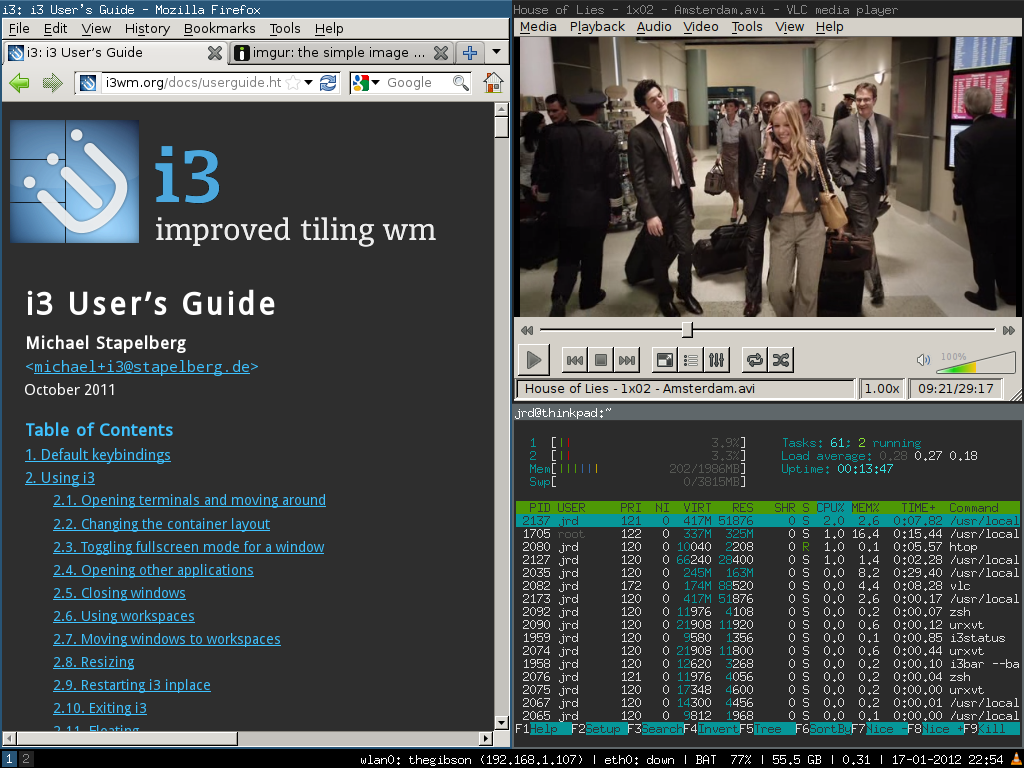 i3: i3 User's Guide - Mozilla Firefox
File Edit View History Bookmarks Tools Help
i3: i3 User's Guide
imgur: the simple image ...
i3wm.org/docs/userguide.ht
Google
i3
improved tiling wm
i3 User's Guide
Michael Stapelberg
<michael+i3@stapelberg.de>
October 2011
Table of Contents
1. Default keybindings
2. Using i3
2.1. Opening terminals and moving around
2.2. Changing the container layout
2.3. Toggling fullscreen mode for a window
2.4. Opening other applications
2.5. Closing windows
2.6. Using workspaces
2.7. Moving windows to workspaces
2.8. Resizing
2.9. Restarting i3 inplace
2.10. Exiting i3
2.11. Floating
House of Lies - 1x02 - Amsterdam.avi - VLC media player
Media Playback Audio Video Tools View Help
100%
House of Lies - 1x02 - Amsterdam.avi 1.00x 09:21/29:17
jrd@thinkpad:~
1 [|| 3.9%] Tasks: 61; 2 running
2 [|| 3.3%] Load average: 0.28 0.27 0.18
Mem[|||||| 202/1986MB] Uptime: 00:13:47
Swp[ 0/3815MB]
PID USER PRI NI VIRT RES SHR S CPU% MEM% TIME+ Command
2137 jrd 121 0 417M 51876 0 S 2.0 2.6 0:07.82 /usr/local
1705 root 122 0 337M 325M 0 S 1.0 16.4 0:15.44 /usr/local
2080 jrd 120 0 10040 2208 0 R 1.0 0.1 0:05.57 htop
2127 jrd 120 0 66240 28400 0 S 1.0 1.4 0:02.28 /usr/local
2035 jrd 120 0 245M 163M 0 S 0.0 8.2 0:29.40 /usr/local
2082 jrd 172 0 174M 88520 0 S 0.0 4.4 0:08.28 vlc
2173 jrd 120 0 417M 51876 0 S 0.0 2.6 0:00.17 /usr/local
2092 jrd 120 0 11976 4108 0 S 0.0 0.2 0:00.07 zsh
2090 jrd 120 0 21908 11920 0 S 0.0 0.6 0:00.12 urxvt
1959 jrd 120 0 9580 1356 0 S 0.0 0.1 0:00.85 i3status
2074 jrd 120 0 21908 11800 0 S 0.0 0.6 0:00.44 urxvt
1958 jrd 120 0 12620 3268 0 S 0.0 0.2 0:00.10 i3bar --ba
2076 jrd 121 0 11976 4056 0 S 0.0 0.2 0:00.04 zsh
2075 jrd 120 0 17348 4600 0 S 0.0 0.2 0:00.00 urxvt
2067 jrd 120 0 14300 4456 0 S 0.0 0.2 0:00.01 /usr/local
2065 jrd 120 0 9812 1968 0 S 0.0 0.1 0:00.00 /usr/local
F1Help F2Setup F3SearchF4InvertF5Tree F6SortByF7Nice -F8Nice +F9Kill
1 2
wlan0: thegibson (192.168.1.107) | eth0: down | BAT 77% | 55.5 GB | 0.31 | 17-01-2012 22:54